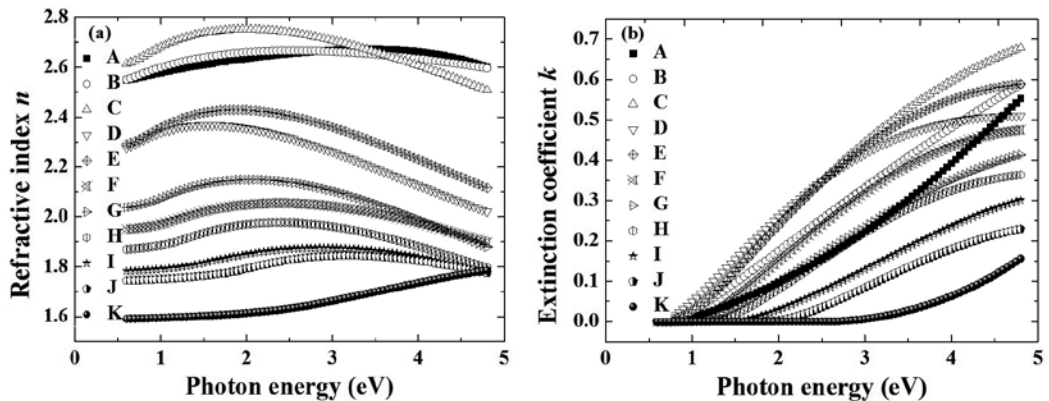 (a)
2.8
2.6
2.4
2.2
2.0
1.8
1.6
Refractive index n
A
B
C
D
E
F
G
H
I
J
K
0 1 2 3 4 5
Photon energy (eV)
(b)
0.7
0.6
0.5
0.4
0.3
0.2
0.1
0.0
Extinction coefficient k
A
B
C
D
E
F
G
H
I
J
K
0 1 2 3 4 5
Photon energy (eV)